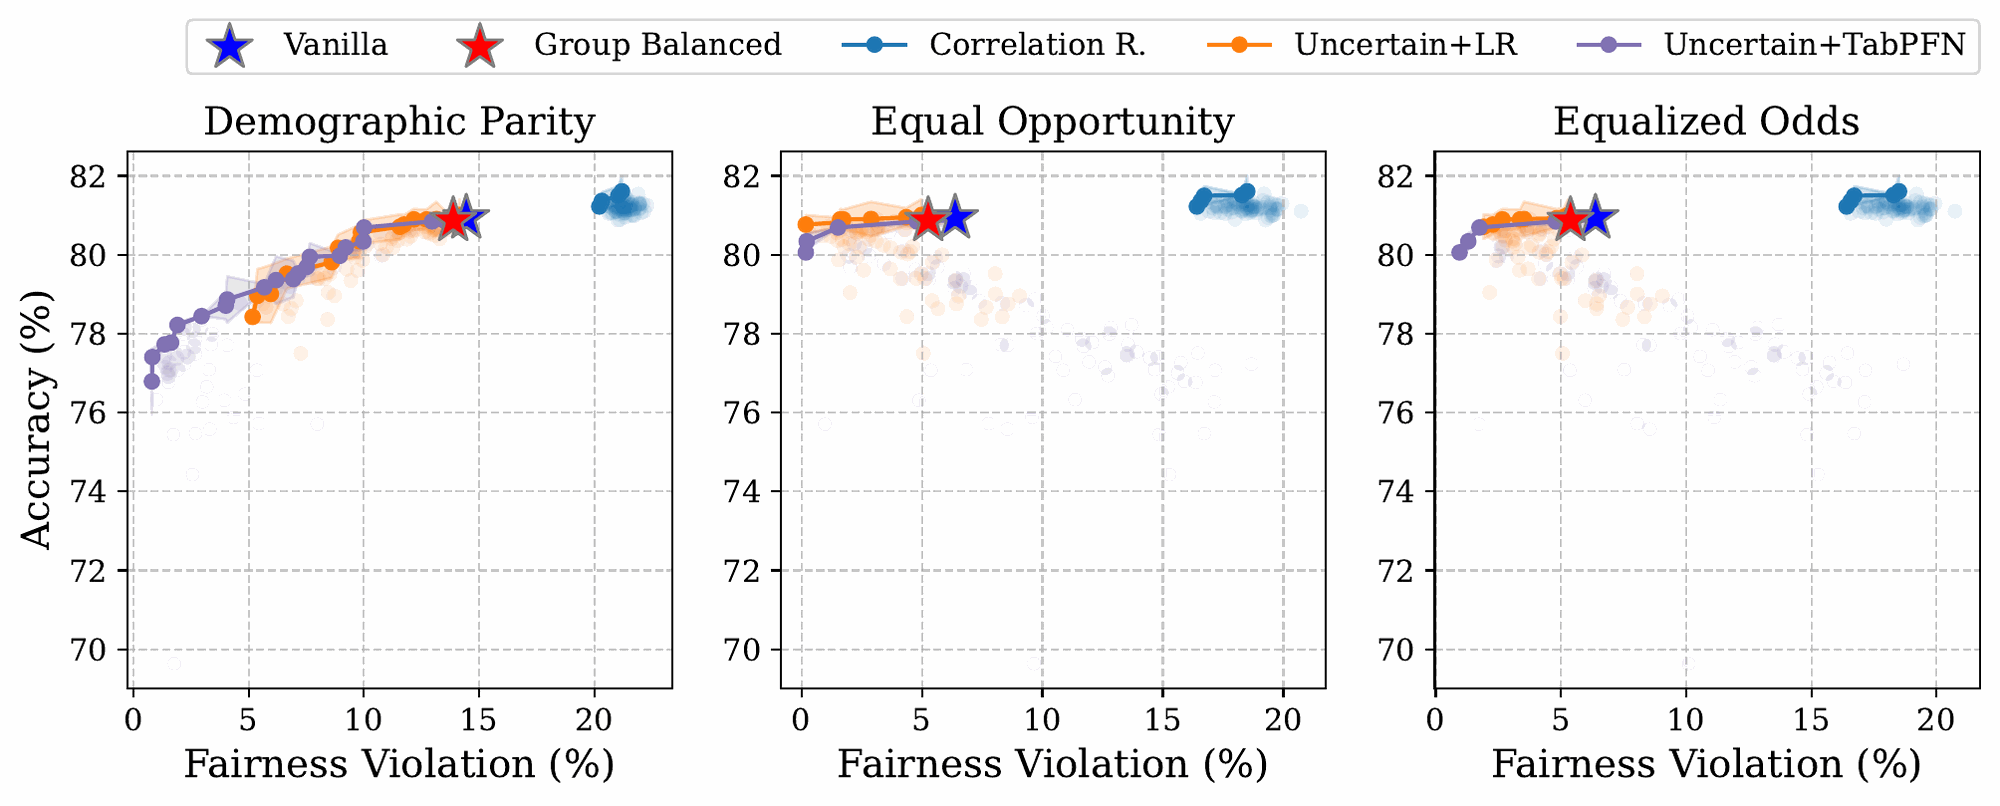 Vanilla Group Balanced Correlation R. Uncertain+LR Uncertain+TabPFN
Demographic Parity Equal Opportunity Equalized Odds
Accuracy (%)
82
80
78
76
74
72
70
0 5 10 15 20
Fairness Violation (%)
82
80
78
76
74
72
70
0 5 10 15 20
Fairness Violation (%)
82
80
78
76
74
72
70
0 5 10 15 20
Fairness Violation (%)